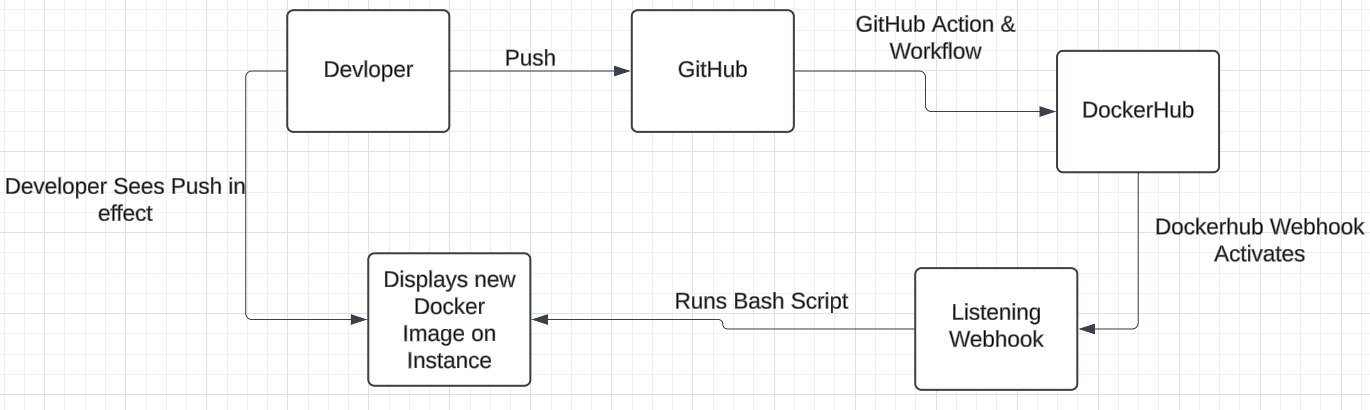 Devloper
Push
GitHub
GitHub Action &
Workflow
DockerHub
Developer Sees Push in
effect
Dockerhub Webhook
Activates
Displays new
Docker
Image on
Instance
Runs Bash Script
Listening
Webhook